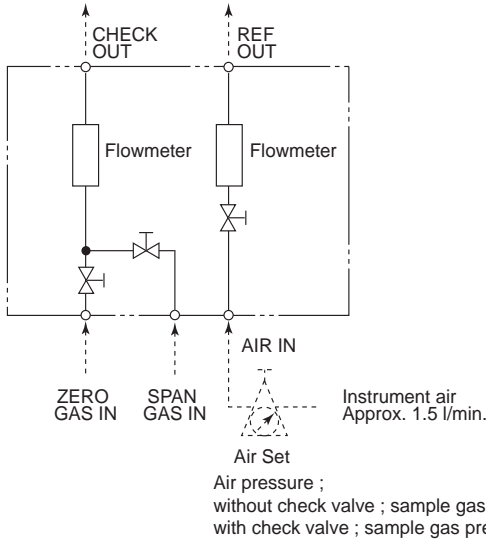 CHECK
OUT
REF
OUT
Flowmeter
Flowmeter
AIR IN
ZERO
GAS IN
SPAN
GAS IN
Instrument air
Approx. 1.5 l/min.
Air Set
Air pressure ;
without check valve ; sample gas
with check valve ; sample gas pre